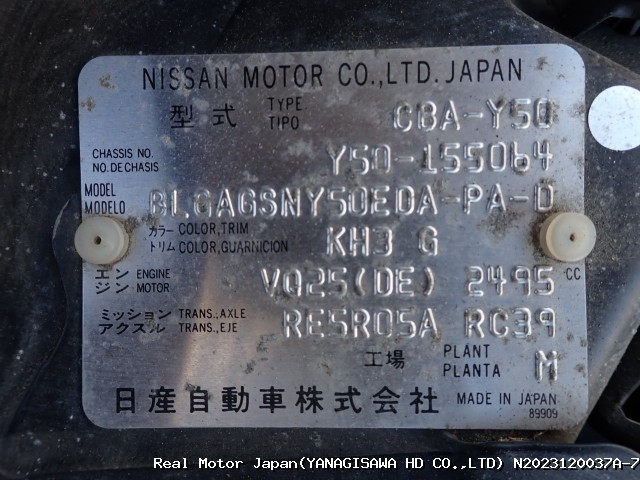 NISSAN MOTOR CO.,LTD.JAPAN
型式 TYPE TIPO CBA-Y50
CHASSIS NO. NO.DE CHASIS Y50-155064
MODEL MODELO BLGAGSNY50EDA-PA-D
カラー COLOR,TRIM
トリム COLOR,GUARNICION KH3 G
エンジン ENGINE MOTOR VQ25(DE) 2495 CC
ミッション TRANS.,AXLE
アクスル TRANS.,EJE RE5R05A RC39
工場 PLANT PLANTA M
日産自動車株式会社 MADE IN JAPAN
89909
Real Motor Japan(YANAGISAWA HD CO.,LTD) N2023120037A-7